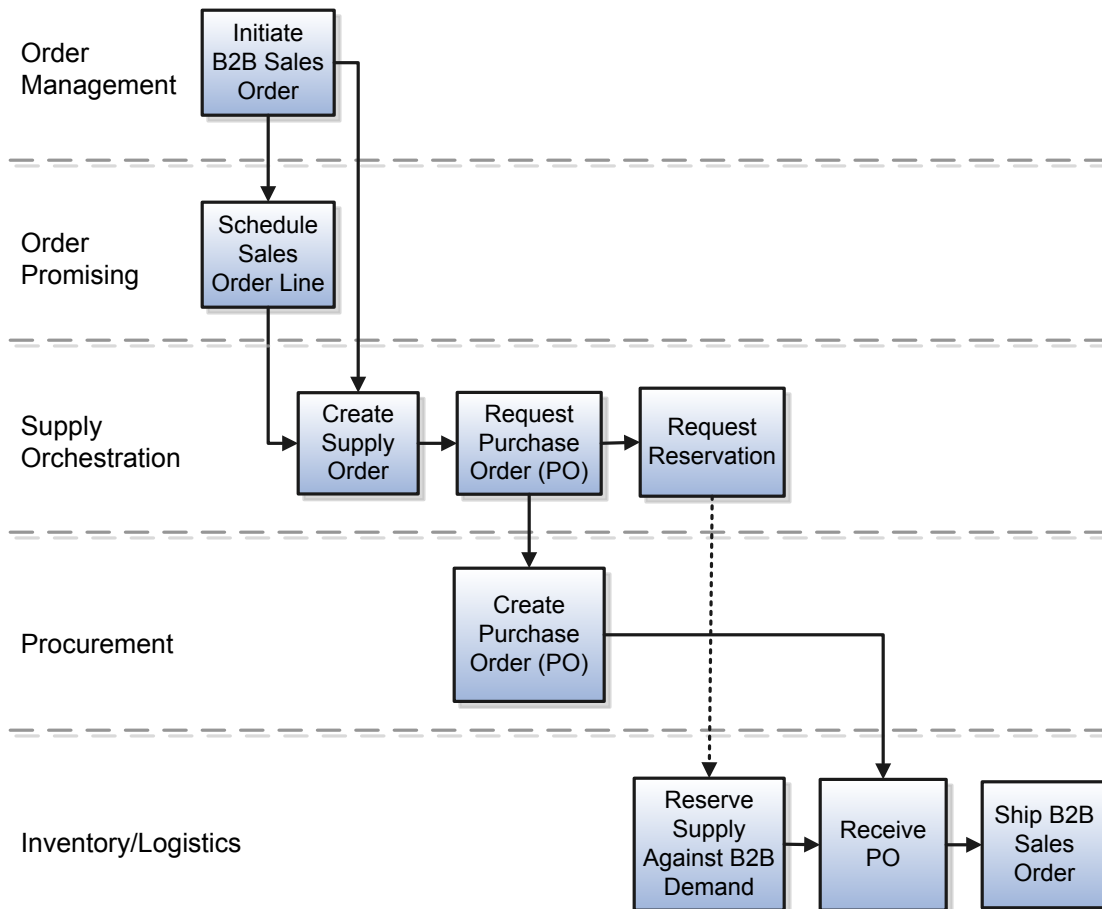 Order
Management
Initiate
B2B Sales
Order
Order
Promising
Schedule
Sales
Order Line
Supply
Orchestration
Create
Supply
Order
Request
Purchase
Order (PO)
Request
Reservation
Procurement
Create
Purchase
Order (PO)
Inventory/Logistics
Reserve
Supply
Against B2B
Demand
Receive
PO
Ship B2B
Sales
Order